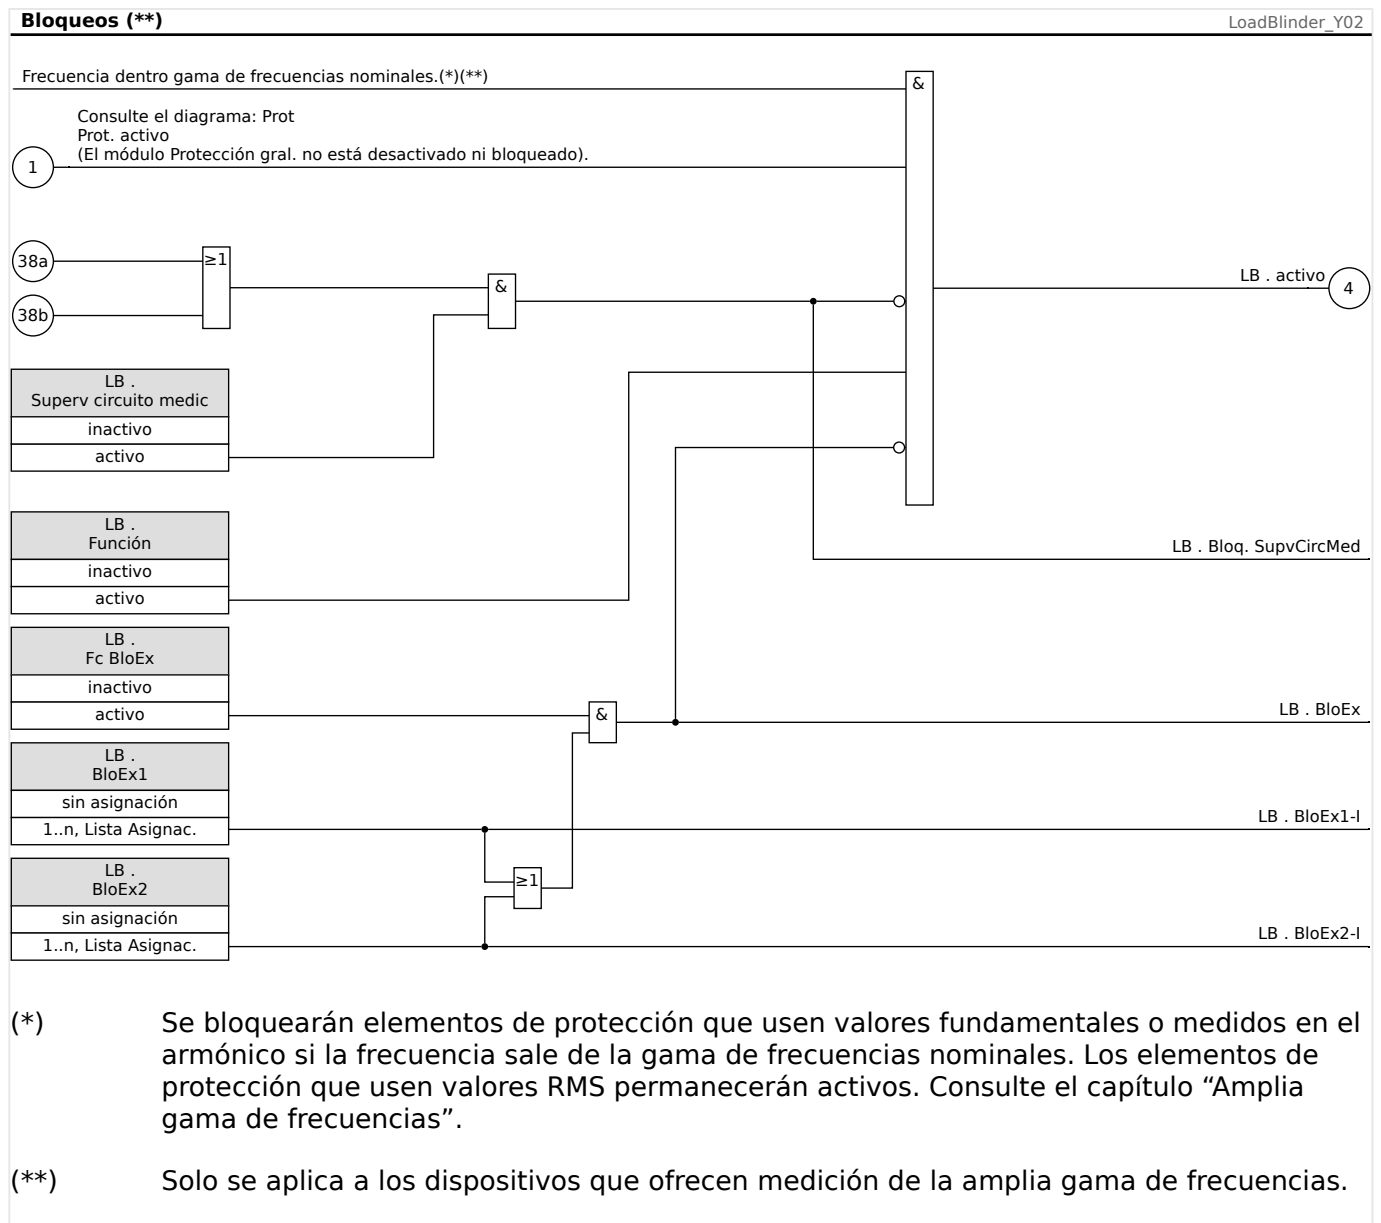 Bloqueos (**)
LoadBlinder_Y02
Frecuencia dentro gama de frecuencias nominales.(*)(**)
&
Consulte el diagrama: Prot
Prot. activo
(El módulo Protección gral. no está desactivado ni bloqueado).
1
38a
≥1
38b
&
LB . activo
4
LB .
Superv circuito medic
inactivo
activo
LB .
Función
inactivo
activo
LB . Bloq. SupvCircMed
LB .
Fc BloEx
inactivo
activo
&
LB . BloEx
LB .
BloEx1
sin asignación
1..n, Lista Asignac.
LB . BloEx1-I
≥1
LB .
BloEx2
sin asignación
1..n, Lista Asignac.
LB . BloEx2-I
(*) Se bloquearán elementos de protección que usen valores fundamentales o medidos en el
armónico si la frecuencia sale de la gama de frecuencias nominales. Los elementos de
protección que usen valores RMS permanecerán activos. Consulte el capítulo “Amplia
gama de frecuencias”.
(**) Solo se aplica a los dispositivos que ofrecen medición de la amplia gama de frecuencias.